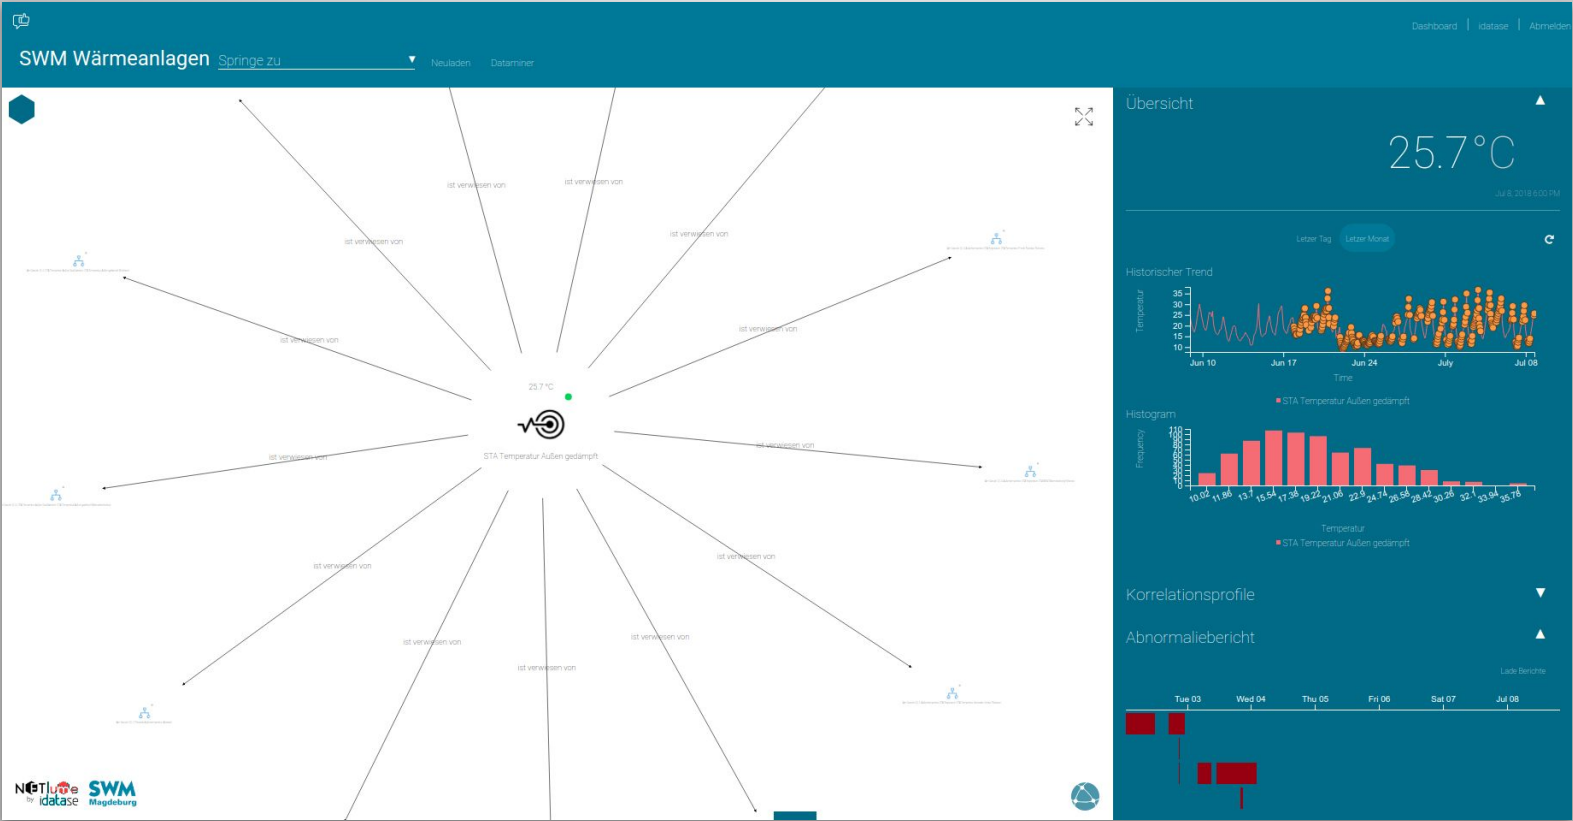 Dashboard | idatase | Abmelden
SWM Wärmeanlagen Springe zu Neuladen Dataminer
ist verwiesen von
ist verwiesen von
ist verwiesen von
ist verwiesen von
ist verwiesen von
ist verwiesen von
25.7 °C
STA Temperatur Außen gedämpft
ist verwiesen von
ist verwiesen von
ist verwiesen von
ist verwiesen von
ist verwiesen von
ist verwiesen von
ist verwiesen von
NETlume
by idatase
SWM
Magdeburg
Übersicht
25.7°C
Jul 8, 2018 6:00 PM
Letzer Tag Letzer Monat
Historischer Trend
Temperatur
35
30
25
20
15
10
Jun 10 Jun 17 Jun 24 July Jul 08
Time
STA Temperatur Außen gedämpft
Histogram
Frequency
110
0
10.02 11.86 13.7 15.54 17.38 19.22 21.06 22.9 24.74 26.58 28.42 30.26 32.1 33.94 35.78
Temperatur
STA Temperatur Außen gedämpft
Korrelationsprofile
Abnormaliebericht
Lade Berichte
Tue 03 Wed 04 Thu 05 Fri 06 Sat 07 Jul 08